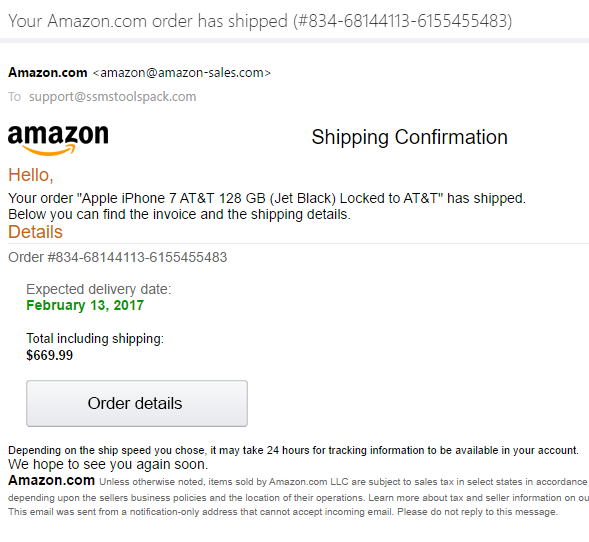 Your Amazon.com order has shipped (#834-68144113-6155455483)
Amazon.com <amazon@amazon-sales.com>
To support@ssmstoolspack.com
amazon
Shipping Confirmation
Hello,
Your order "Apple iPhone 7 AT&T 128 GB (Jet Black) Locked to AT&T" has shipped.
Below you can find the invoice and the shipping details.
Details
Order #834-68144113-6155455483
Expected delivery date:
February 13, 2017
Total including shipping:
$669.99
Order details
Depending on the ship speed you chose, it may take 24 hours for tracking information to be available in your account.
We hope to see you again soon.
Amazon.com Unless otherwise noted, items sold by Amazon.com LLC are subject to sales tax in select states in accordance
depending upon the sellers business policies and the location of their operations. Learn more about tax and seller information on ou
This email was sent from a notification-only address that cannot accept incoming email. Please do not reply to this message.